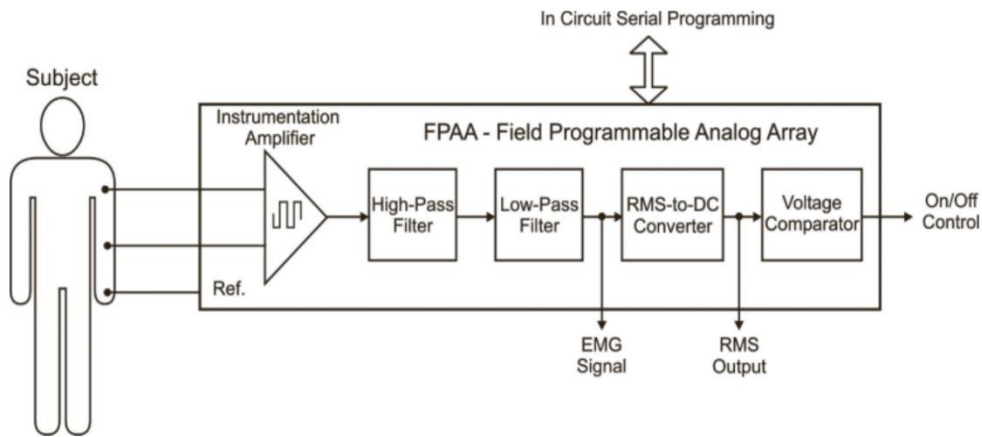 In Circuit Serial Programming
Subject
Instrumentation
Amplifier
FPAA - Field Programmable Analog Array
High-Pass
Filter
Low-Pass
Filter
RMS-to-DC
Converter
Voltage
Comparator
On/Off
Control
Ref.
EMG
Signal
RMS
Output